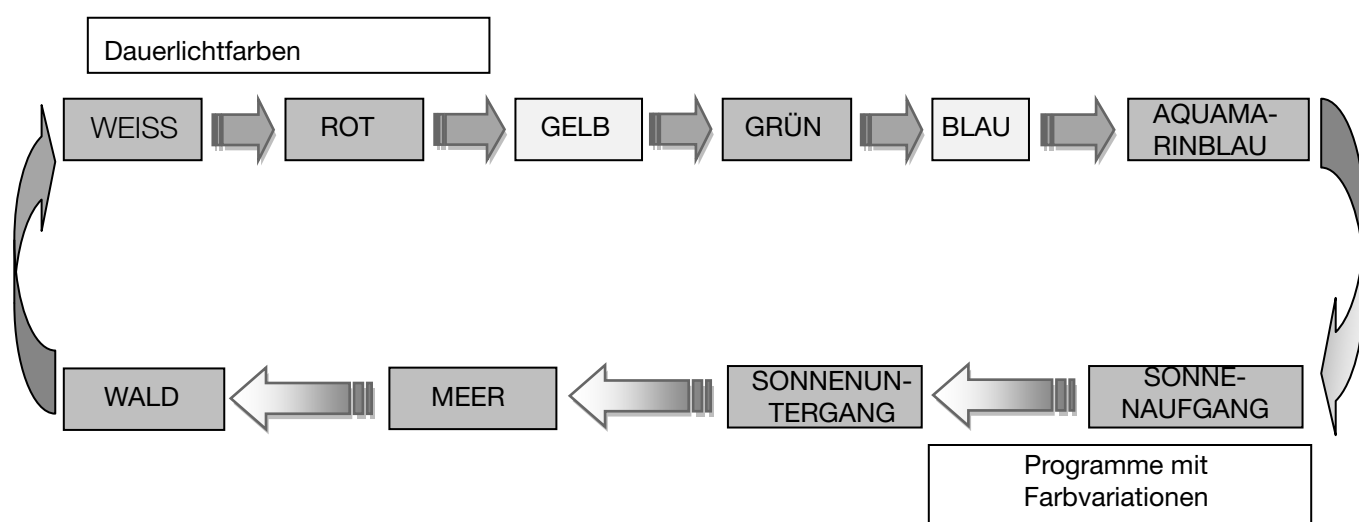 Dauerlichtfarben
WEISS
ROT
GELB
GRÜN
BLAU
AQUAMA-
RINBLAU
WALD
MEER
SONNENUN-
TERGANG
SONNE-
NAUFGANG
Programme mit
Farbvariationen